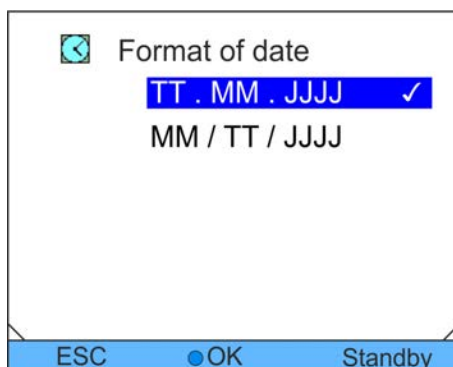 Format of date
TT . MM . JJJJ ✓
MM / TT / JJJJ
ESC OK Standby